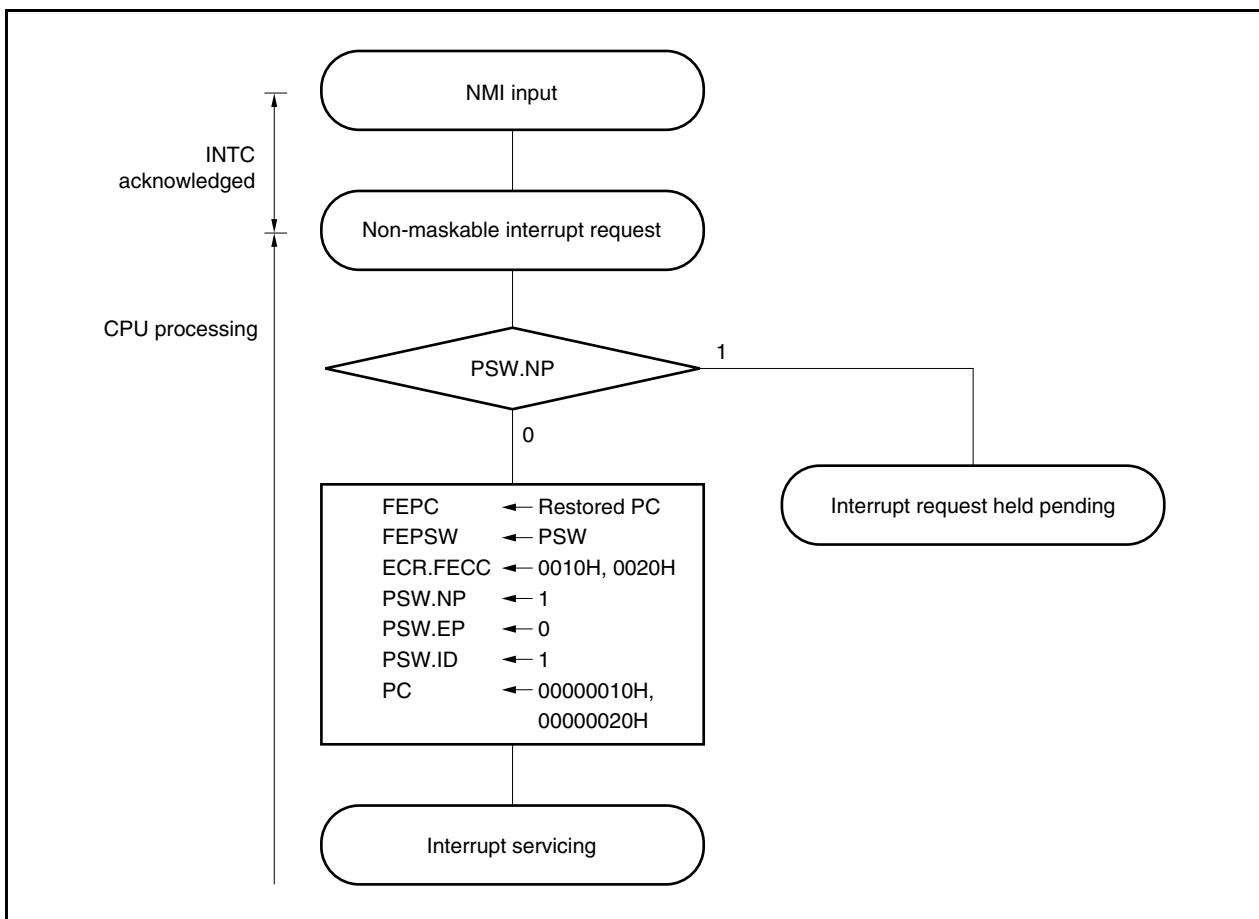 NMI input
INTC
acknowledged
Non-maskable interrupt request
CPU processing
PSW.NP
1
0
FEPC ← Restored PC
FEPSW ← PSW
ECR.FECC ← 0010H, 0020H
PSW.NP ← 1
PSW.EP ← 0
PSW.ID ← 1
PC ← 00000010H,
00000020H
Interrupt request held pending
Interrupt servicing